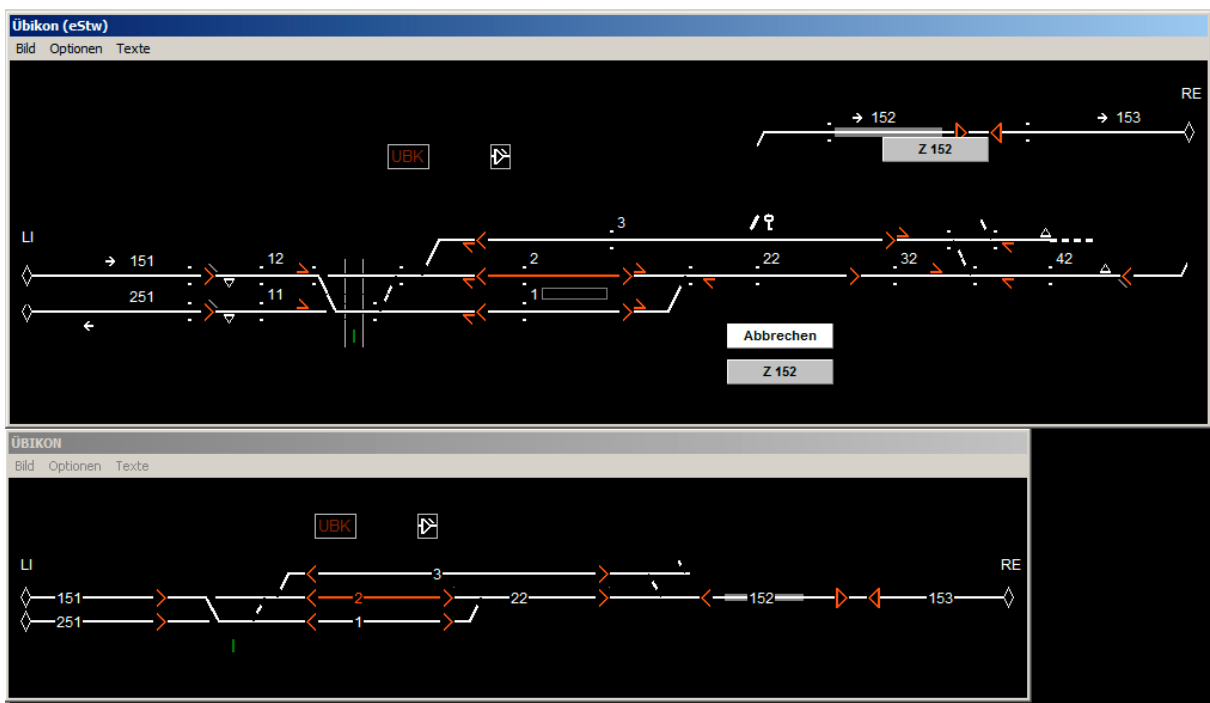 Übikon (eStw)
Bild Optionen Texte
RE
152 153
Z 152
UBK
3
LI
151 12 2 22 32 42
251 11 1
Abbrechen
Z 152
ÜBIKON
Bild Optionen Texte
UBK
LI RE
3
151 2 22 152 153
251 1